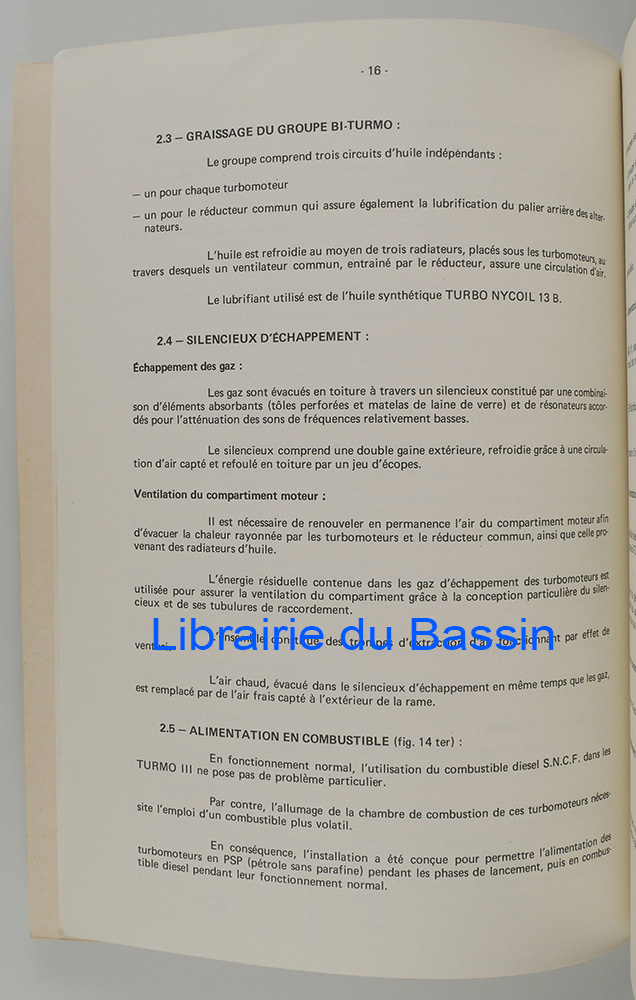 - 16 -
2.3 – GRAISSAGE DU GROUPE BI-TURMO :
Le groupe comprend trois circuits d'huile indépendants :
– un pour chaque turbomoteur
– un pour le réducteur commun qui assure également la lubrification du palier arrière des alter-
nateurs.
L'huile est refroidie au moyen de trois radiateurs, placés sous les turbomoteurs, au
travers desquels un ventilateur commun, entrainé par le réducteur, assure une circulation d'air.
Le lubrifiant utilisé est de l'huile synthétique TURBO NYCOIL 13 B.
2.4 – SILENCIEUX D'ÉCHAPPEMENT :
Échappement des gaz :
Les gaz sont évacués en toiture à travers un silencieux constitué par une combinai-
son d'éléments absorbants (tôles perforées et matelas de laine de verre) et de résonateurs accor-
dés pour l'atténuation des sons de fréquences relativement basses.
Le silencieux comprend une double gaine extérieure, refroidie grâce à une circula-
tion d'air capté et refoulé en toiture par un jeu d'écopes.
Ventilation du compartiment moteur :
Il est nécessaire de renouveler en permanence l'air du compartiment moteur afin
d'évacuer la chaleur rayonnée par les turbomoteurs et le réducteur commun, ainsi que celle pro-
venant des radiateurs d'huile.
L'énergie résiduelle contenue dans les gaz d'échappement des turbomoteurs est
utilisée pour assurer la ventilation du compartiment grâce à la conception particulière du silen-
cieux et de ses tubulures de raccordement.
L'ensemble constitue des trompes d'extraction d'air fonctionnant par effet de
venturi.
Librairie du Bassin
L'air chaud, évacué dans le silencieux d'échappement en même temps que les gaz,
est remplacé par de l'air frais capté à l'extérieur de la rame.
2.5 – ALIMENTATION EN COMBUSTIBLE (fig. 14 ter) :
En fonctionnement normal, l'utilisation du combustible diesel S.N.C.F. dans les
TURMO III ne pose pas de problème particulier.
Par contre, l'allumage de la chambre de combustion de ces turbomoteurs néces-
site l'emploi d'un combustible plus volatil.
En conséquence, l'installation a été conçue pour permettre l'alimentation des
turbomoteurs en PSP (pétrole sans parafine) pendant les phases de lancement, puis en combus-
tible diesel pendant leur fonctionnement normal.